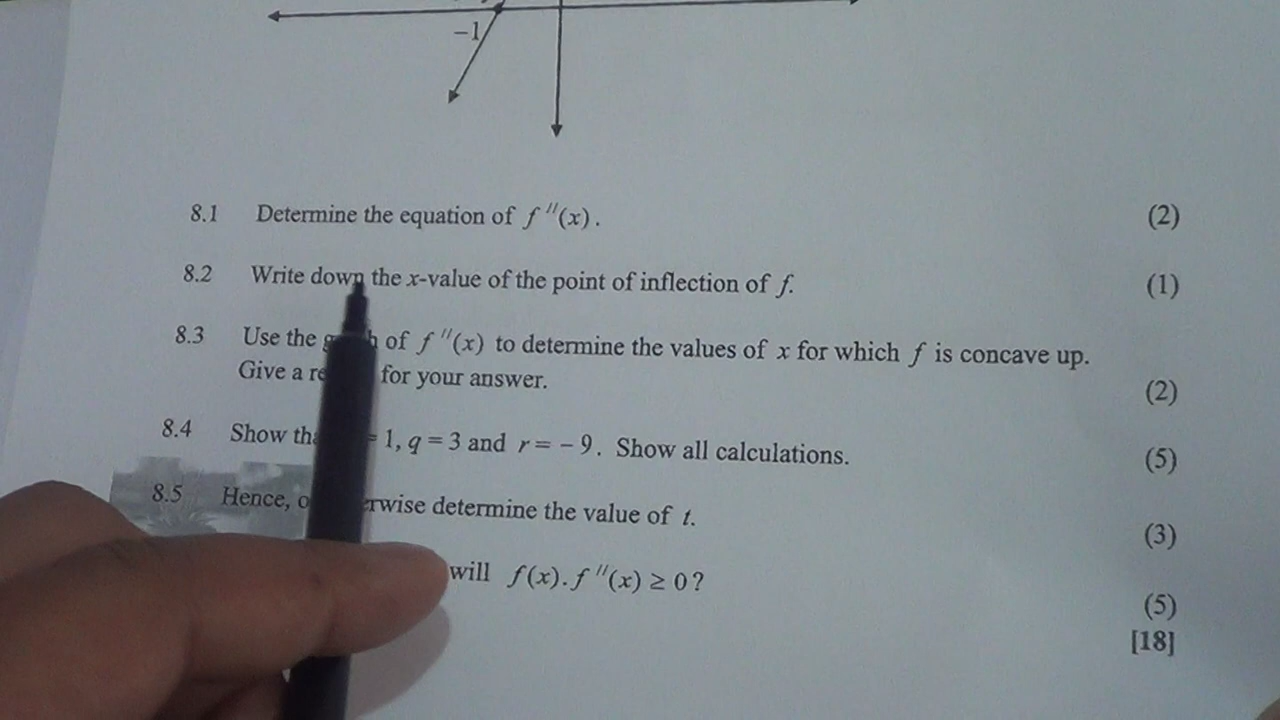 −1
8.1 Determine the equation of f ''(x). (2)
8.2 Write down the x-value of the point of inflection of f. (1)
8.3 Use the of f ''(x) to determine the values of x for which f is concave up.
Give a for your answer. (2)
8.4 Show = 1, q = 3 and r = − 9. Show all calculations. (5)
8.5 Hence, determine the value of t. (3)
will f(x).f ''(x) ≥ 0? (5)
[18]